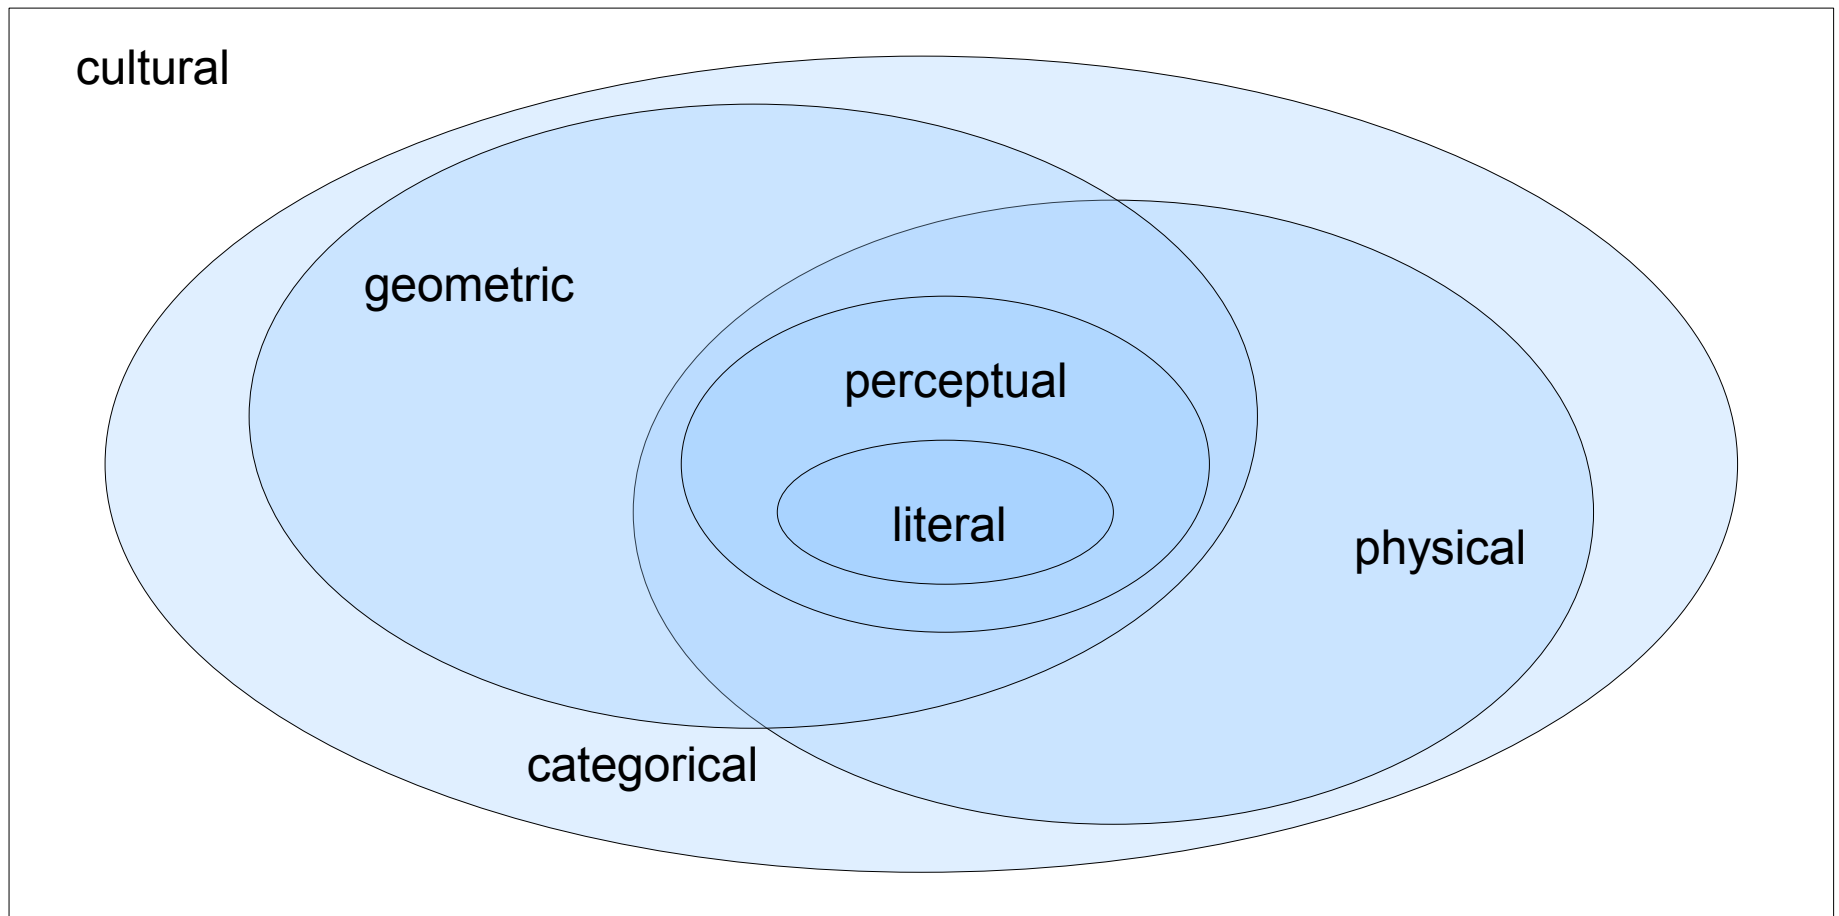 cultural
geometric
perceptual
literal
physical
categorical